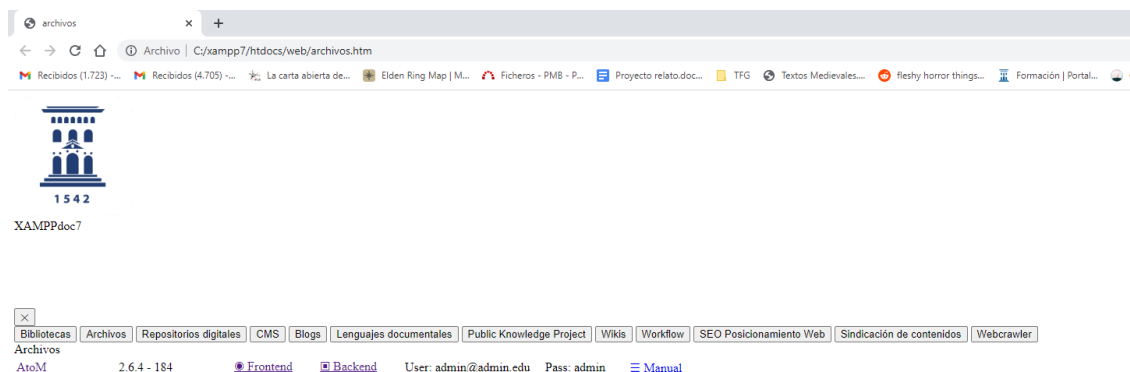 archivos
Archivo | C:/xampp7/htdocs/web/archivos.htm
Recibidos (1.723) -... Recibidos (4.705) -... La carta abierta de... Elden Ring Map | M... Ficheros - PMB - P... Proyecto relato.doc... TFG Textos Medievales.... fleshy horror things... Formación | Portal...
1542
XAMPPdoc7
Bibliotecas Archivos Repositorios digitales CMS Blogs Lenguajes documentales Public Knowledge Project Wikis Workflow SEO Posicionamiento Web Sindicación de contenidos Webcrawler
Archivos
AtoM 2.6.4 - 184 Frontend Backend User: admin@admin.edu Pass: admin Manual